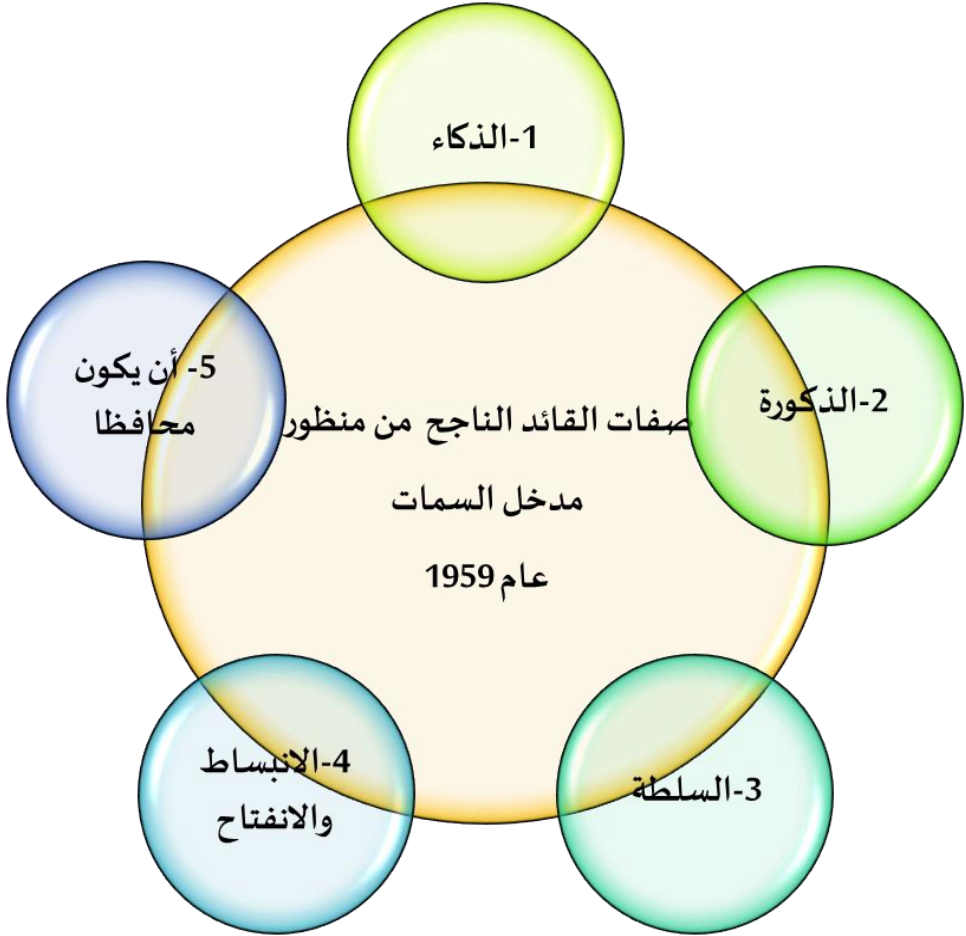 1-الذكاء
2-الذكورة
3-السلطة
4-الانبساط
والانفتاح
5- أن يكون
محافظا
صفات القائد الناجح من منظور
مدخل السمات
عام 1959